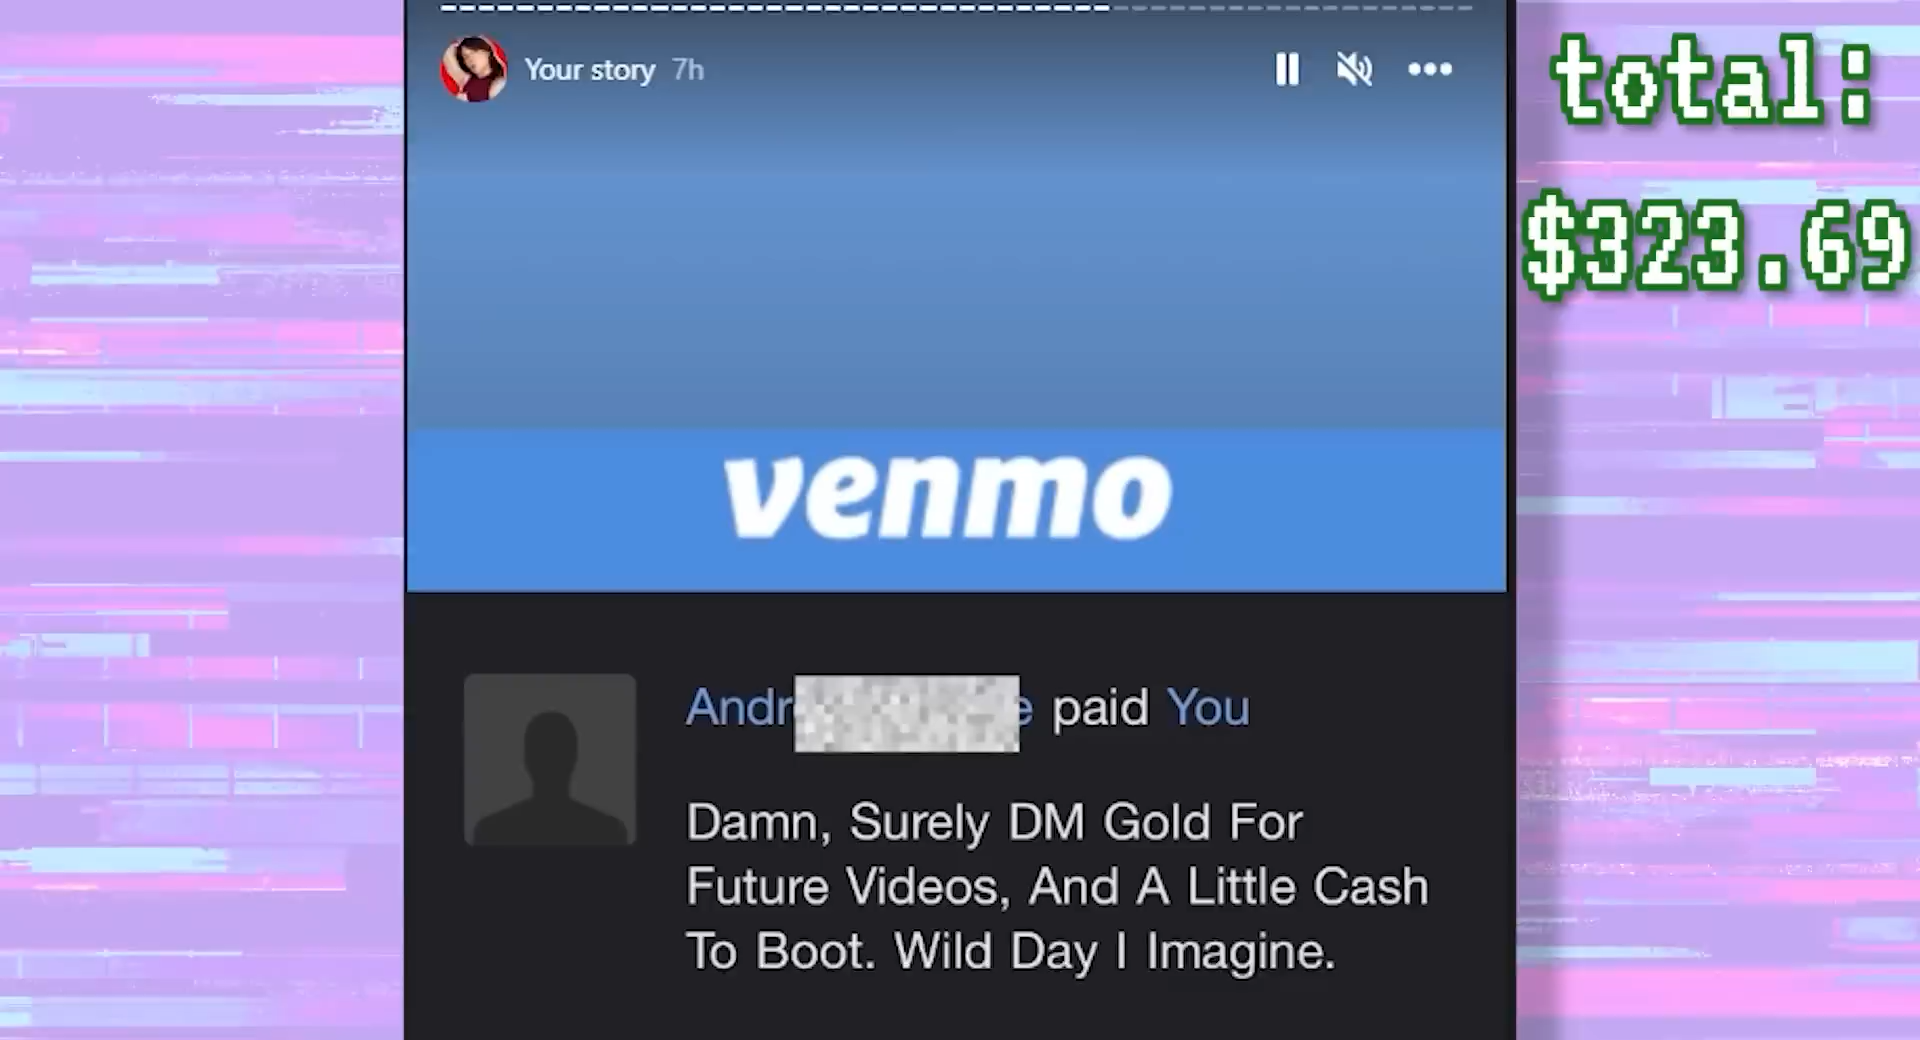 Your story 7h
total:
$323.69
venmo
Andr e paid You
Damn, Surely DM Gold For
Future Videos, And A Little Cash
To Boot. Wild Day I Imagine.